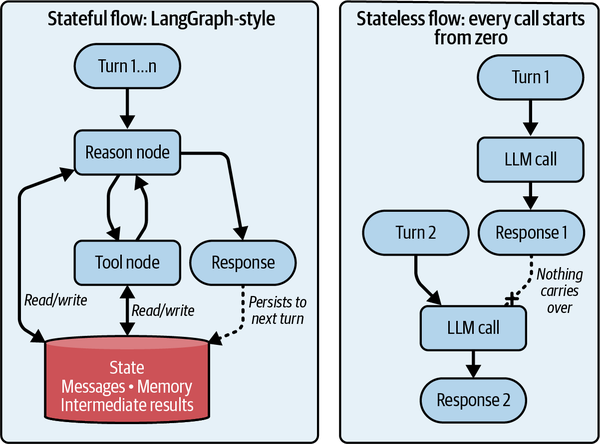 Stateful flow: LangGraph-style
Turn 1...n
Reason node
Tool node
Response
Read/write
Read/write
Persists to
next turn
State
Messages • Memory
Intermediate results
Stateless flow: every call starts
from zero
Turn 1
LLM call
Turn 2
Response 1
Nothing
carries
over
LLM call
Response 2